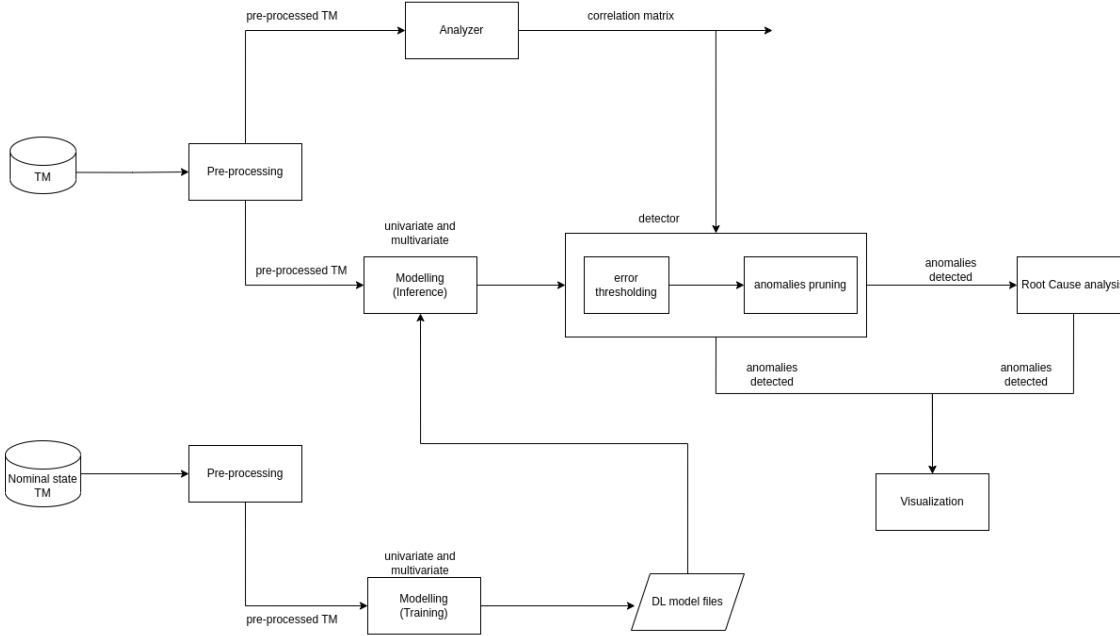 pre-processed TM
Analyzer
correlation matrix
TM
Pre-processing
univariate and
multivariate
detector
pre-processed TM
Modelling
(Inference)
error
thresholding
anomalies pruning
anomalies
detected
Root Cause analysis
anomalies
detected
anomalies
detected
Nominal state
TM
Pre-processing
Visualization
univariate and
multivariate
pre-processed TM
Modelling
(Training)
DL model files